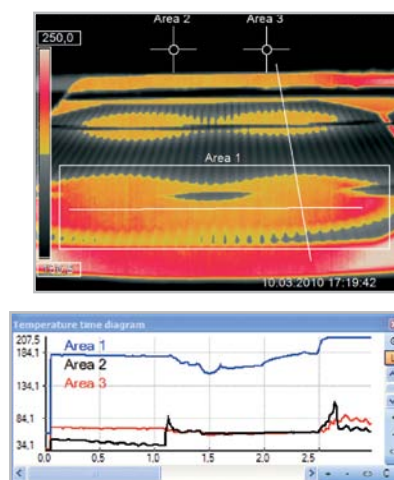 Area 2 Area 3
250,0
Area 1
10.03.2010 17:19:42
Temperature time diagram
207.5
184,1
134,1
84,1
34,1
Area 1
Area 2
Area 3
0.0 0.5 1.0 1.5 2.0 2.5